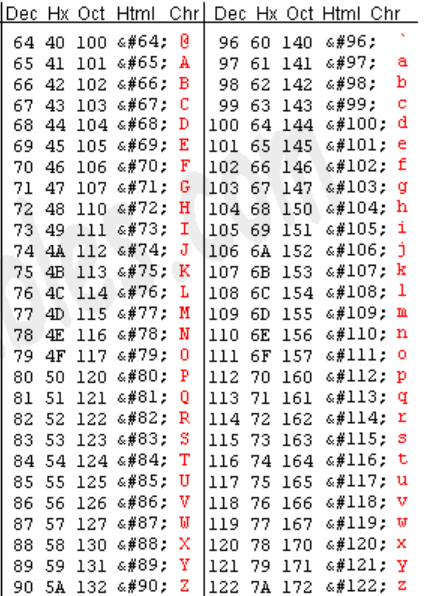 Dec Hx Oct Html Chr Dec Hx Oct Html Chr
64 40 100 &#64; @ 96 60 140 &#96; `
65 41 101 &#65; A 97 61 141 &#97; a
66 42 102 &#66; B 98 62 142 &#98; b
67 43 103 &#67; C 99 63 143 &#99; c
68 44 104 &#68; D 100 64 144 &#100; d
69 45 105 &#69; E 101 65 145 &#101; e
70 46 106 &#70; F 102 66 146 &#102; f
71 47 107 &#71; G 103 67 147 &#103; g
72 48 110 &#72; H 104 68 150 &#104; h
73 49 111 &#73; I 105 69 151 &#105; i
74 4A 112 &#74; J 106 6A 152 &#106; j
75 4B 113 &#75; K 107 6B 153 &#107; k
76 4C 114 &#76; L 108 6C 154 &#108; l
77 4D 115 &#77; M 109 6D 155 &#109; m
78 4E 116 &#78; N 110 6E 156 &#110; n
79 4F 117 &#79; O 111 6F 157 &#111; o
80 50 120 &#80; P 112 70 160 &#112; p
81 51 121 &#81; Q 113 71 161 &#113; q
82 52 122 &#82; R 114 72 162 &#114; r
83 53 123 &#83; S 115 73 163 &#115; s
84 54 124 &#84; T 116 74 164 &#116; t
85 55 125 &#85; U 117 75 165 &#117; u
86 56 126 &#86; V 118 76 166 &#118; v
87 57 127 &#87; W 119 77 167 &#119; w
88 58 130 &#88; X 120 78 170 &#120; x
89 59 131 &#89; Y 121 79 171 &#121; y
90 5A 132 &#90; Z 122 7A 172 &#122; z